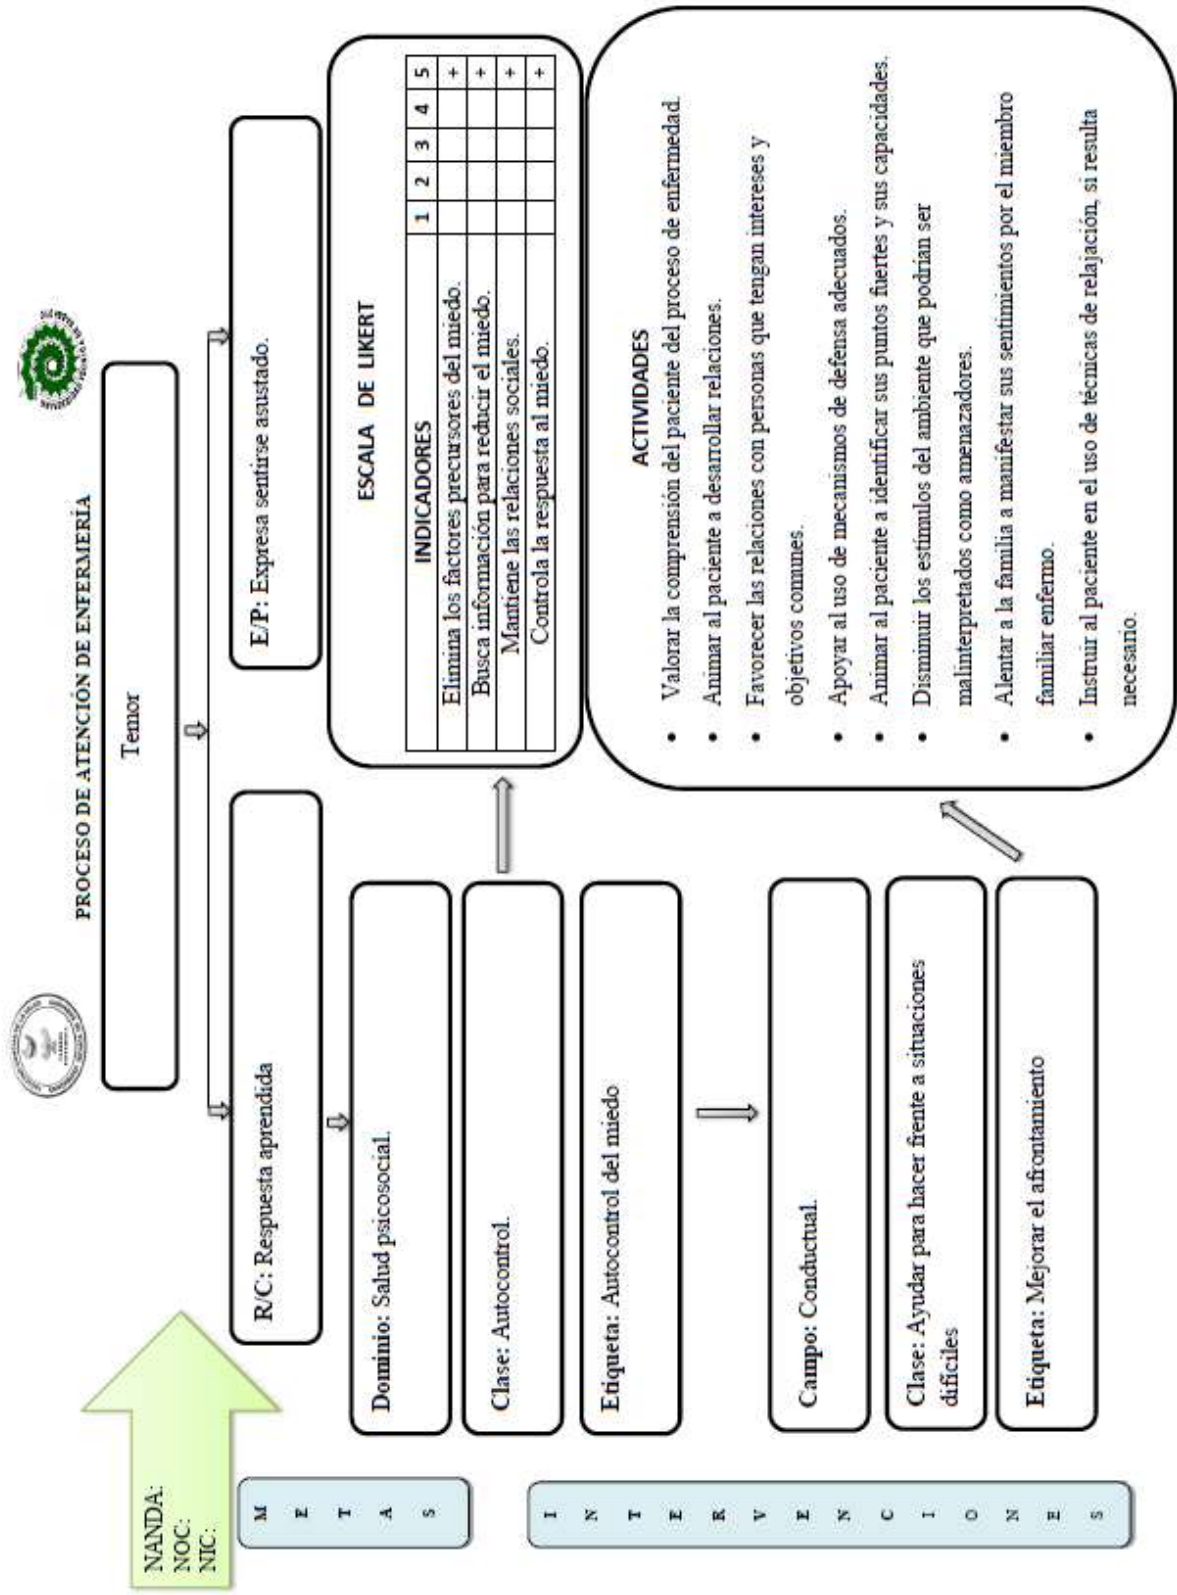 PROCESO DE ATENCIÓN DE ENFERMERÍA
NANDA:
NOC:
NIC:
Temor
R/C: Respuesta aprendida
E/P: Expresa sentirse asustado.
M
E
T
A
S
Dominio: Salud psicosocial.
Clase: Autocontrol.
Etiqueta: Autocontrol del miedo
ESCALA DE LIKERT
INDICADORES 1 2 3 4 5
Elimina los factores precursores del miedo. +
Busca información para reducir el miedo. +
Mantiene las relaciones sociales. +
Controla la respuesta al miedo. +
I
N
T
E
R
V
E
N
C
I
O
N
E
S
Campo: Conductual.
Clase: Ayudar para hacer frente a situaciones
difíciles
Etiqueta: Mejorar el afrontamiento
ACTIVIDADES
• Valorar la comprensión del paciente del proceso de enfermedad.
• Animar al paciente a desarrollar relaciones.
• Favorecer las relaciones con personas que tengan intereses y
objetivos comunes.
• Apoyar al uso de mecanismos de defensa adecuados.
• Animar al paciente a identificar sus puntos fuertes y sus capacidades.
• Disminuir los estímulos del ambiente que podrían ser
malinterpretados como amenazadores.
• Alentar a la familia a manifestar sus sentimientos por el miembro
familiar enfermo.
• Instruir al paciente en el uso de técnicas de relajación, si resulta
necesario.